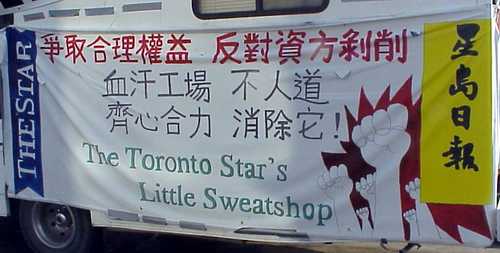 THE STAR
爭取合理權益 反對資方剥削
血汗工場 不人道
齊心合力 消除它!
The Toronto Star's
Little Sweatshop
星島日報